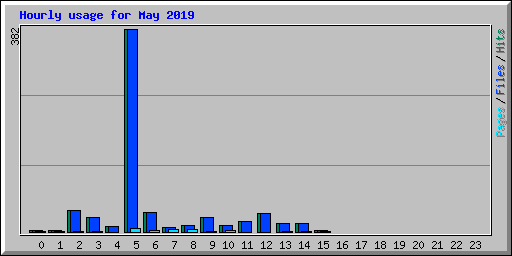 Hourly usage for May 2019
382
Pages/Files/Hits
0 1 2 3 4 5 6 7 8 9 10 11 12 13 14 15 16 17 18 19 20 21 22 23